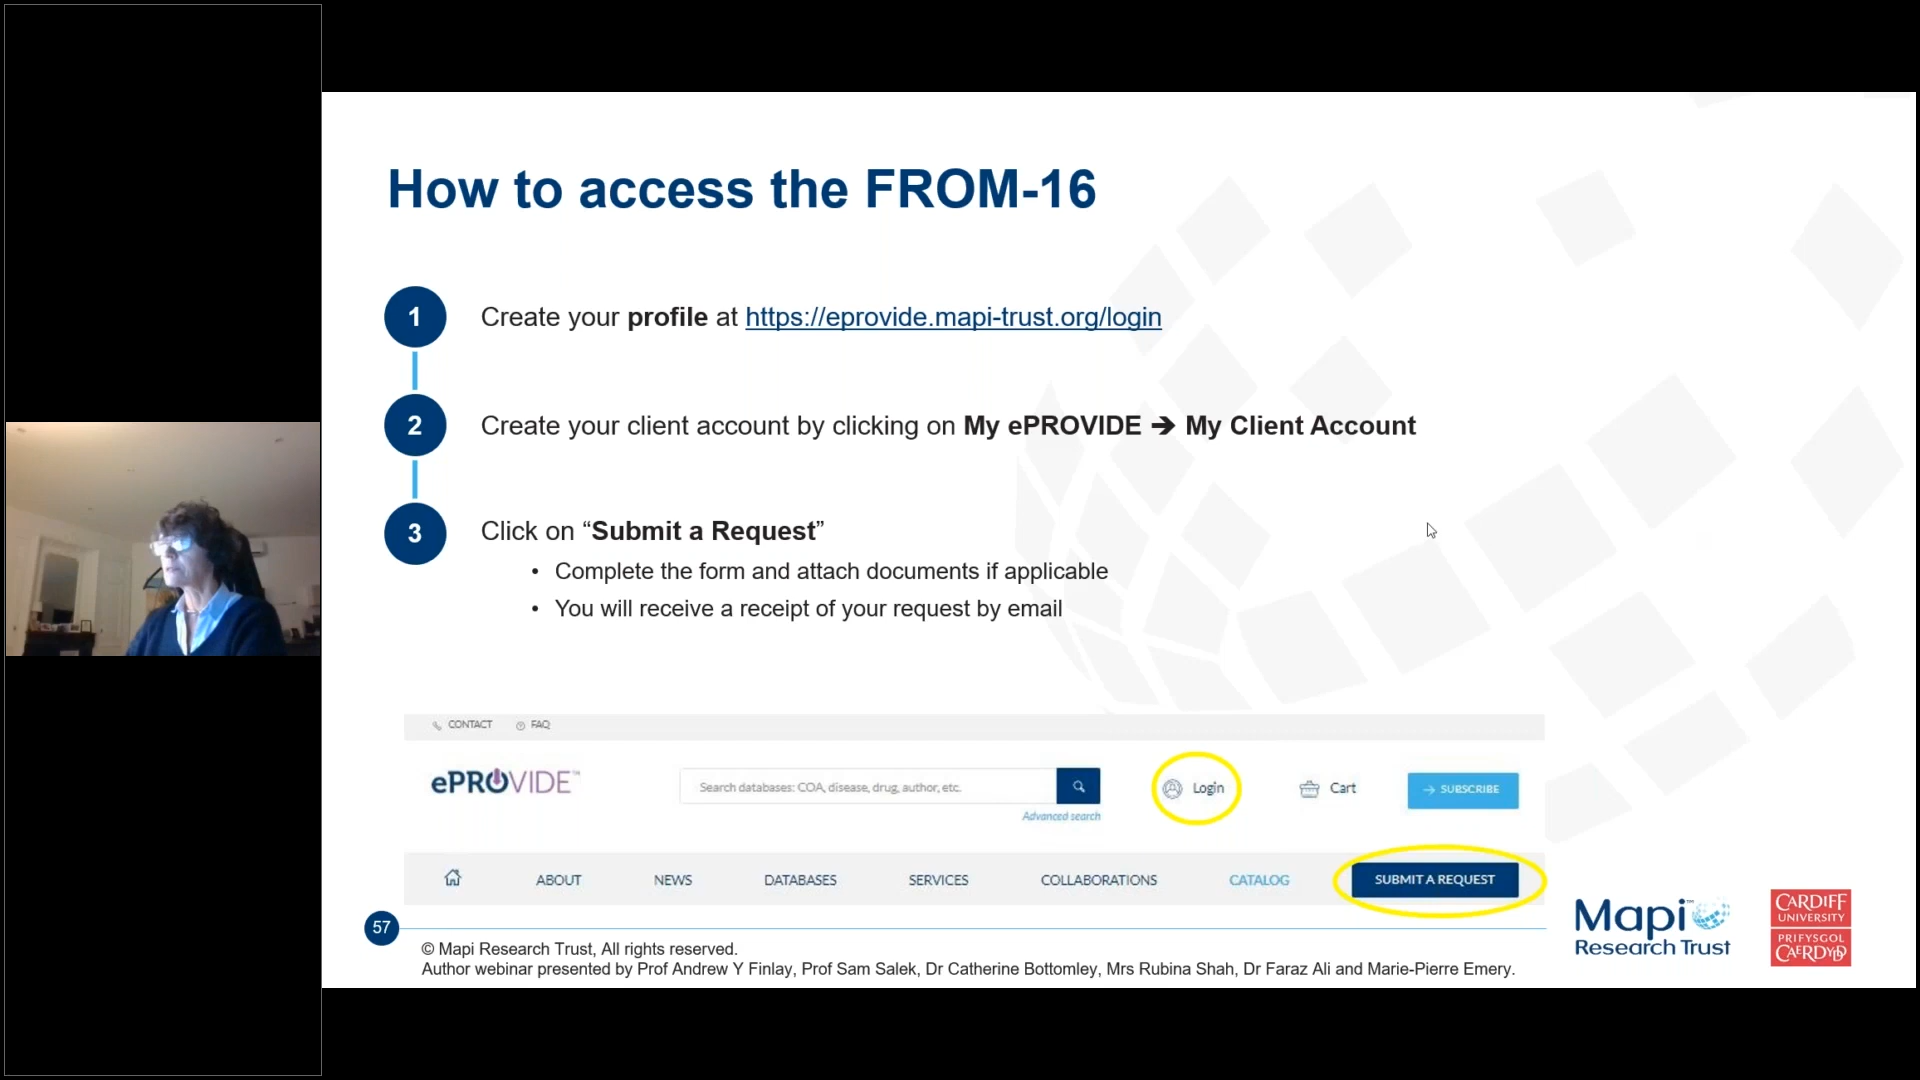 How to access the FROM-16
1 Create your profile at https://eprovide.mapi-trust.org/login
2 Create your client account by clicking on My ePROVIDE ➔ My Client Account
3 Click on “Submit a Request”
• Complete the form and attach documents if applicable
• You will receive a receipt of your request by email
CONTACT FAQ
ePROVIDE™
Search databases: COA, disease, drug, author, etc.
Login
Cart
→ SUBSCRIBE
Advanced search
ABOUT NEWS DATABASES SERVICES COLLABORATIONS CATALOG SUBMIT A REQUEST
57
© Mapi Research Trust, All rights reserved.
Author webinar presented by Prof Andrew Y Finlay, Prof Sam Salek, Dr Catherine Bottomley, Mrs Rubina Shah, Dr Faraz Ali and Marie-Pierre Emery.
Mapi™
Research Trust
CARDIFF
UNIVERSITY
PRIFYSGOL
CAERDYDD